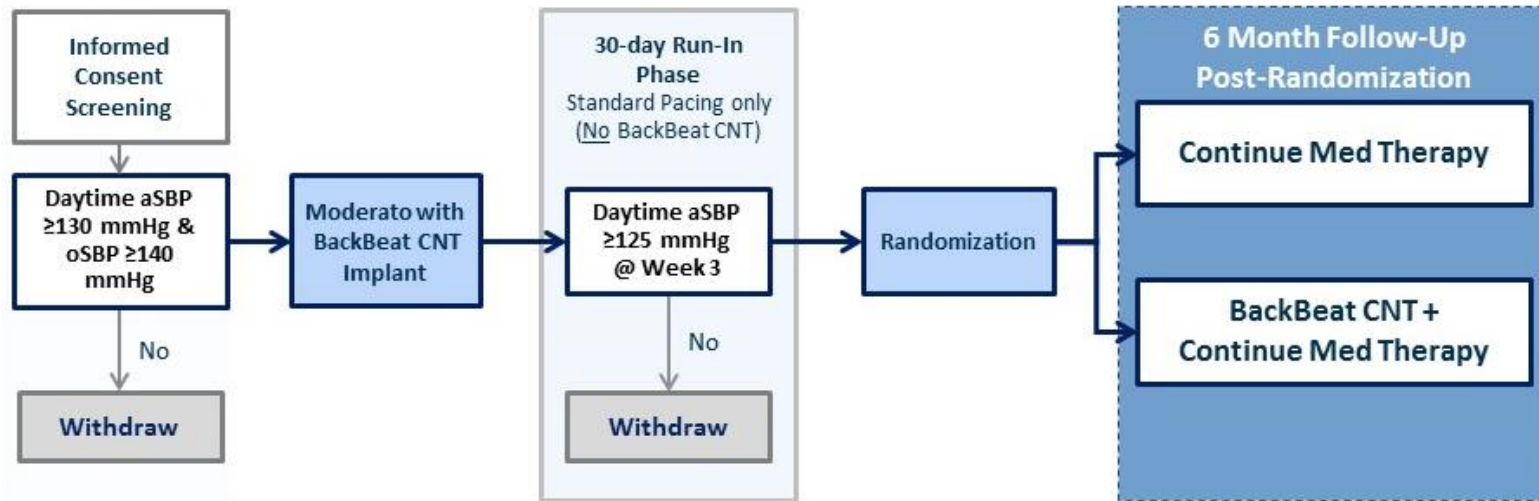 Informed
Consent
Screening
Daytime aSBP
≥130 mmHg &
oSBP ≥140
mmHg
No
Withdraw
Moderato with
BackBeat CNT
Implant
30-day Run-In
Phase
Standard Pacing only
(No BackBeat CNT)
Daytime aSBP
≥125 mmHg
@ Week 3
No
Withdraw
Randomization
6 Month Follow-Up
Post-Randomization
Continue Med Therapy
BackBeat CNT +
Continue Med Therapy